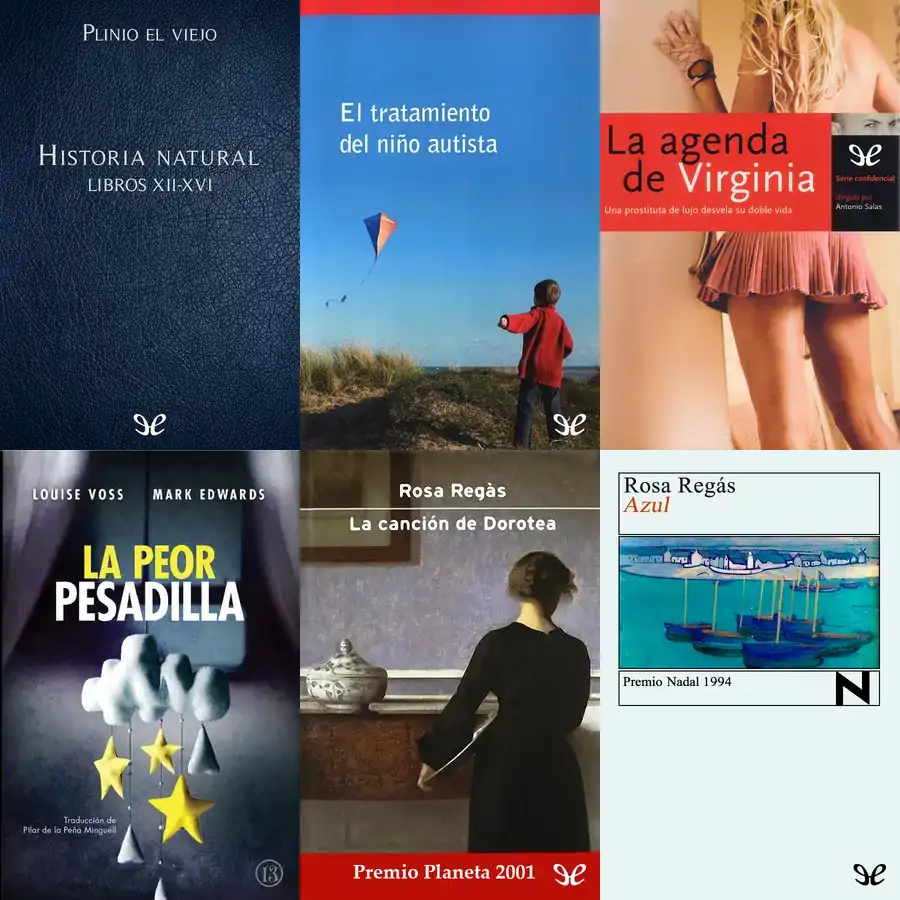 PLINIO EL VIEJO
HISTORIA NATURAL
LIBROS XII-XVI
El tratamiento
del niño autista
La agenda
de Virginia
Una prostituta de lujo desvela su doble vida
Serie confidencial
dirigida por
Antonio Salas
LOUISE VOSS MARK EDWARDS
LA PEOR
PESADILLA
Traducción de
Pilar de la Peña Minguell
13
Rosa Regàs
La canción de Dorotea
Premio Planeta 2001
Rosa Regás
Azul
Premio Nadal 1994
N